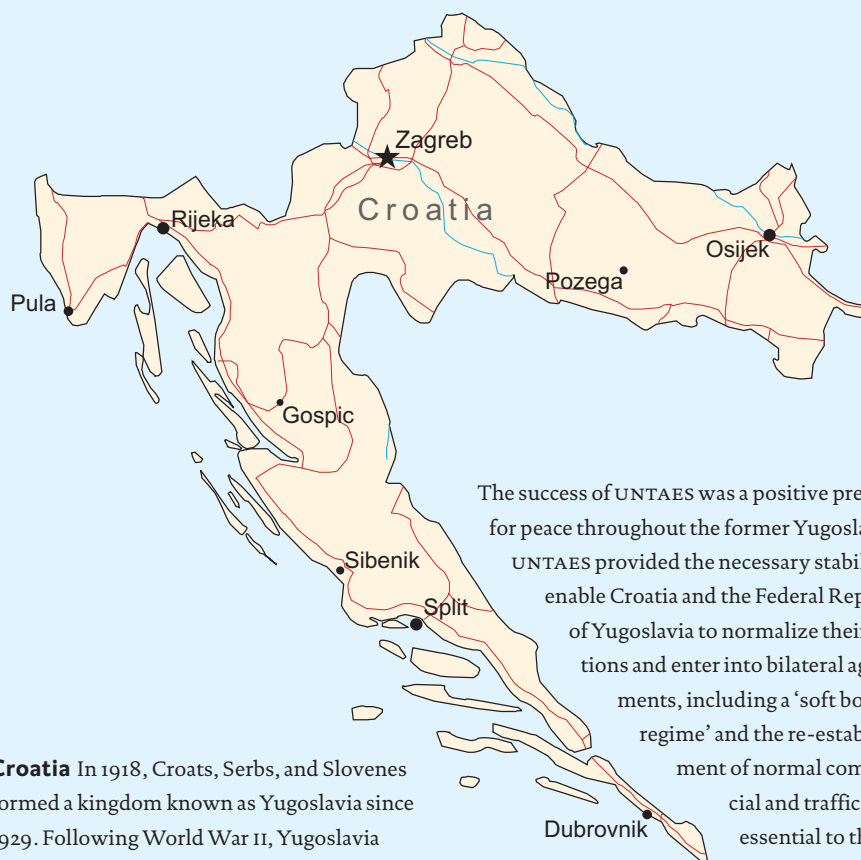 Zagreb
Croatia
Rijeka
Osijek
Pozega
Pula
Gospic
Sibenik
Split
Dubrovnik
The success of UNTAES was a positive pre
for peace throughout the former Yugosla
UNTAES provided the necessary stabil
enable Croatia and the Federal Rep
of Yugoslavia to normalize their
tions and enter into bilateral ag
ments, including a ‘soft bo
regime’ and the re-estab
ment of normal com
cial and traffic
essential to th
Croatia In 1918, Croats, Serbs, and Slovenes
ormed a kingdom known as Yugoslavia since
929. Following World War II, Yugoslavia